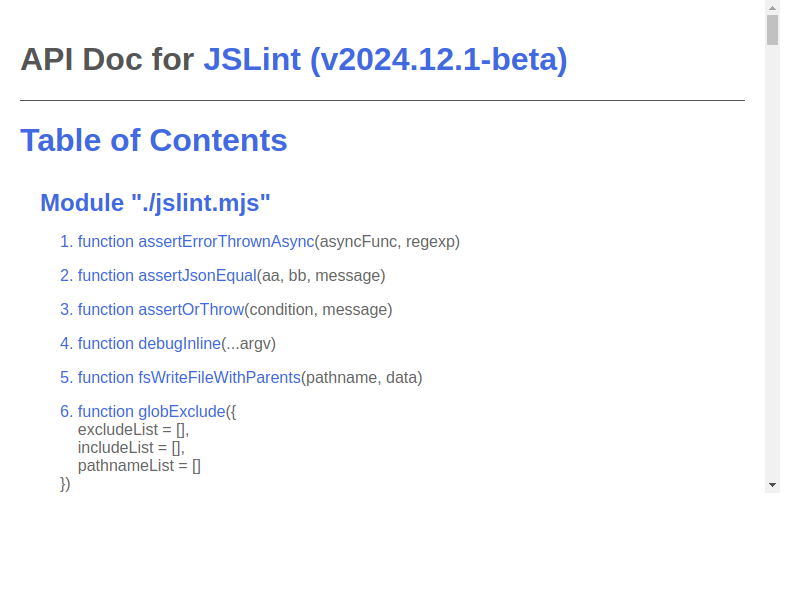 API Doc for JSLint (v2024.12.1-beta)
Table of Contents
Module "./jslint.mjs"
1. function assertErrorThrownAsync(asyncFunc, regexp)
2. function assertJsonEqual(aa, bb, message)
3. function assertOrThrow(condition, message)
4. function debugInline(...argv)
5. function fsWriteFileWithParents(pathname, data)
6. function globExclude({
excludeList = [],
includeList = [],
pathnameList = []
})